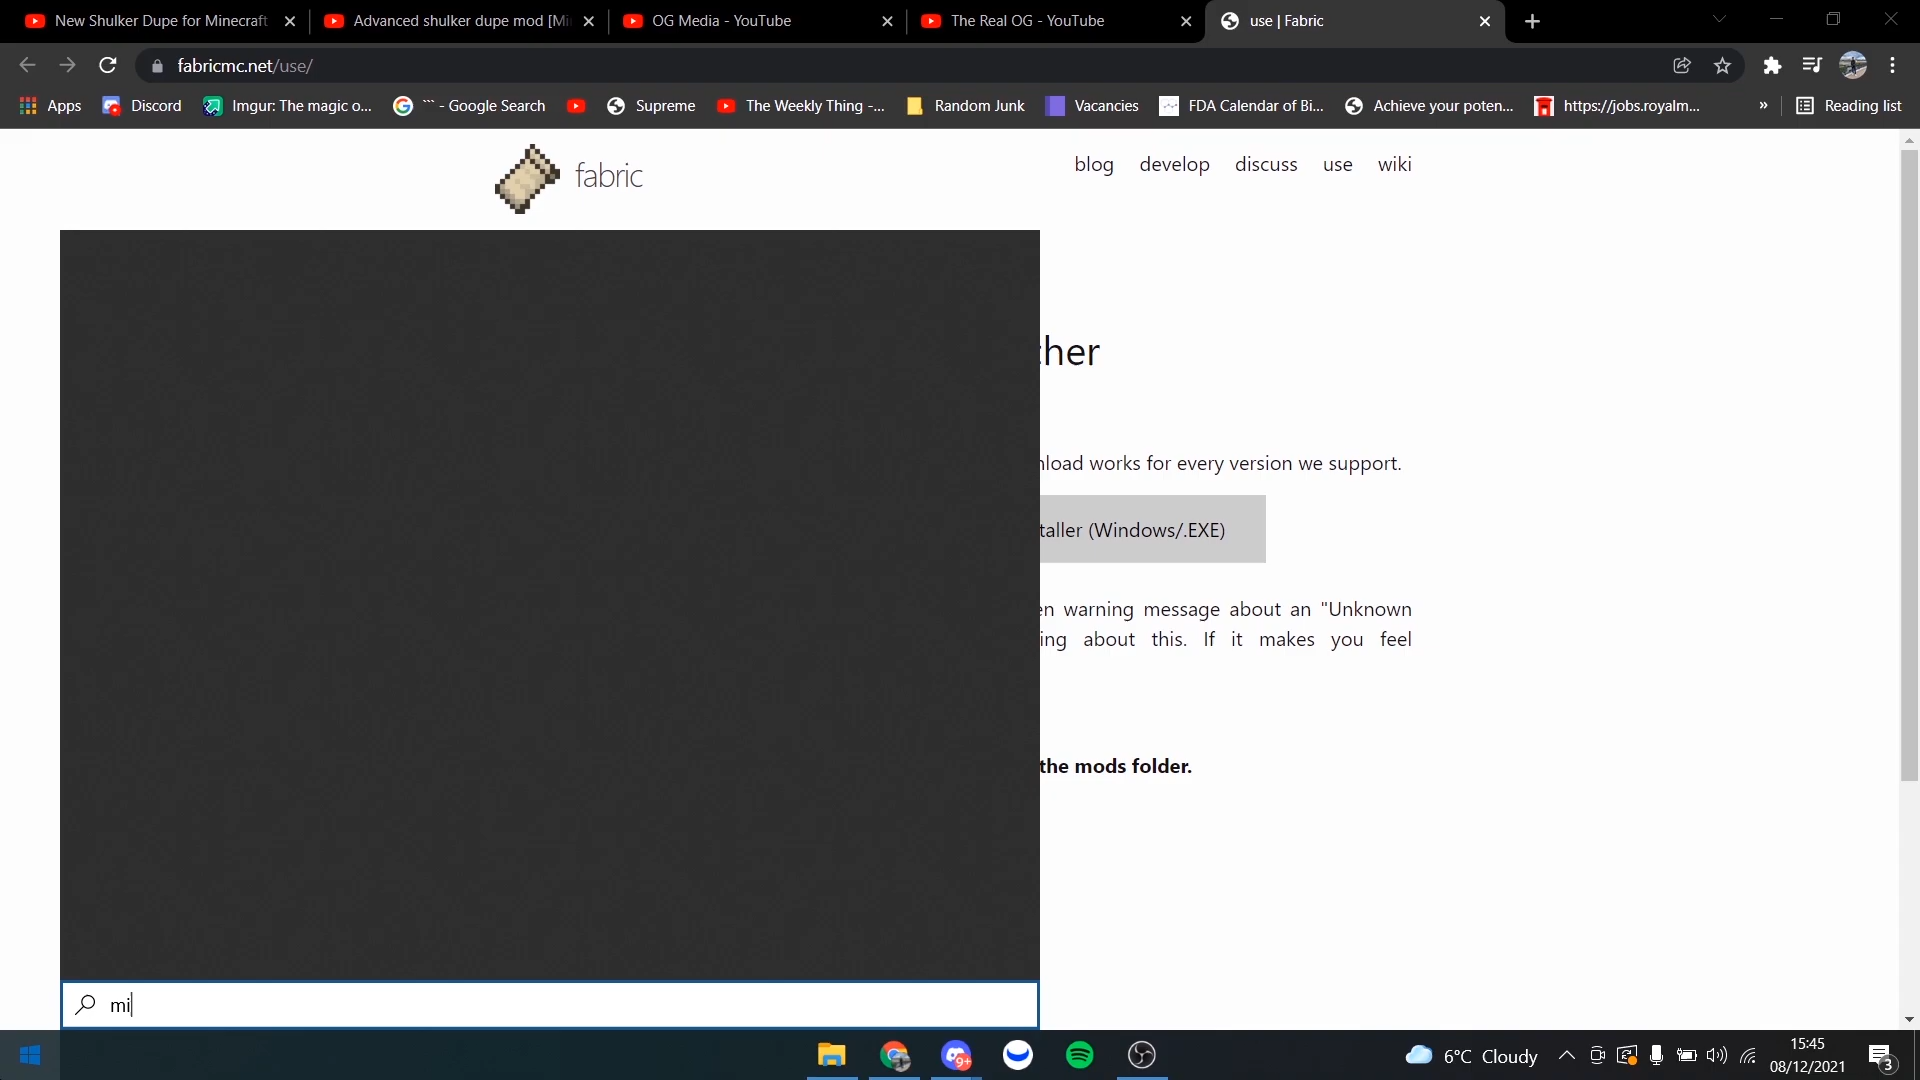 New Shulker Dupe for Minecraft
Advanced shulker dupe mod [Mi
OG Media - YouTube
The Real OG - YouTube
use | Fabric
fabricmc.net/use/
Apps
Discord
Imgur: The magic o...
``` - Google Search
Supreme
The Weekly Thing -...
Random Junk
Vacancies
FDA Calendar of Bi...
Achieve your poten...
https://jobs.royalm...
»
Reading list
fabric
blog develop discuss use wiki
her
nload works for every version we support.
taller (Windows/.EXE)
en warning message about an "Unknown
ing about this. If it makes you feel
the mods folder.
mi
9+
6°C Cloudy
15:45
08/12/2021
3